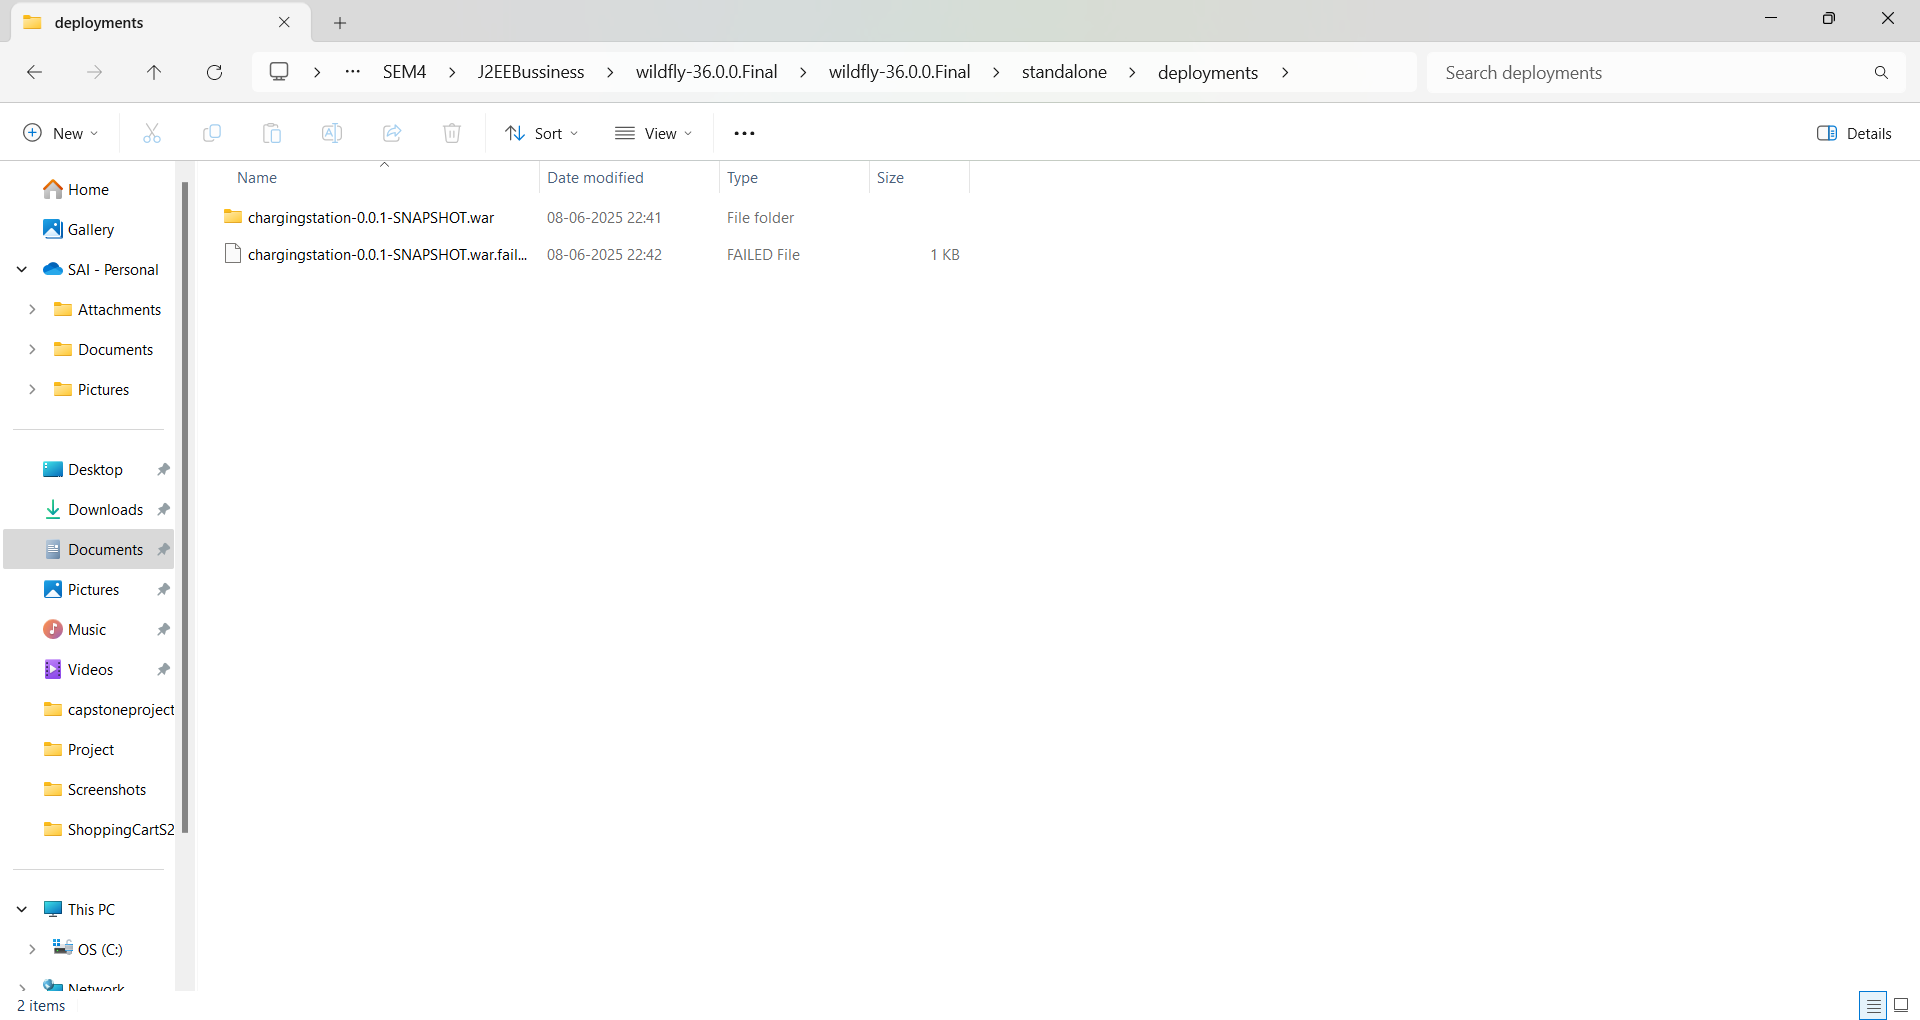 deployments
SEM4 J2EEBussiness wildfly-36.0.0.Final wildfly-36.0.0.Final standalone deployments
Search deployments
New Sort View Details
Name Date modified Type Size
chargingstation-0.0.1-SNAPSHOT.war 08-06-2025 22:41 File folder
chargingstation-0.0.1-SNAPSHOT.war.fail... 08-06-2025 22:42 FAILED File 1 KB
Home
Gallery
SAI - Personal
Attachments
Documents
Pictures
Desktop
Downloads
Documents
Pictures
Music
Videos
capstoneproject
Project
Screenshots
ShoppingCartS2
This PC
OS (C:)
Network
2 items